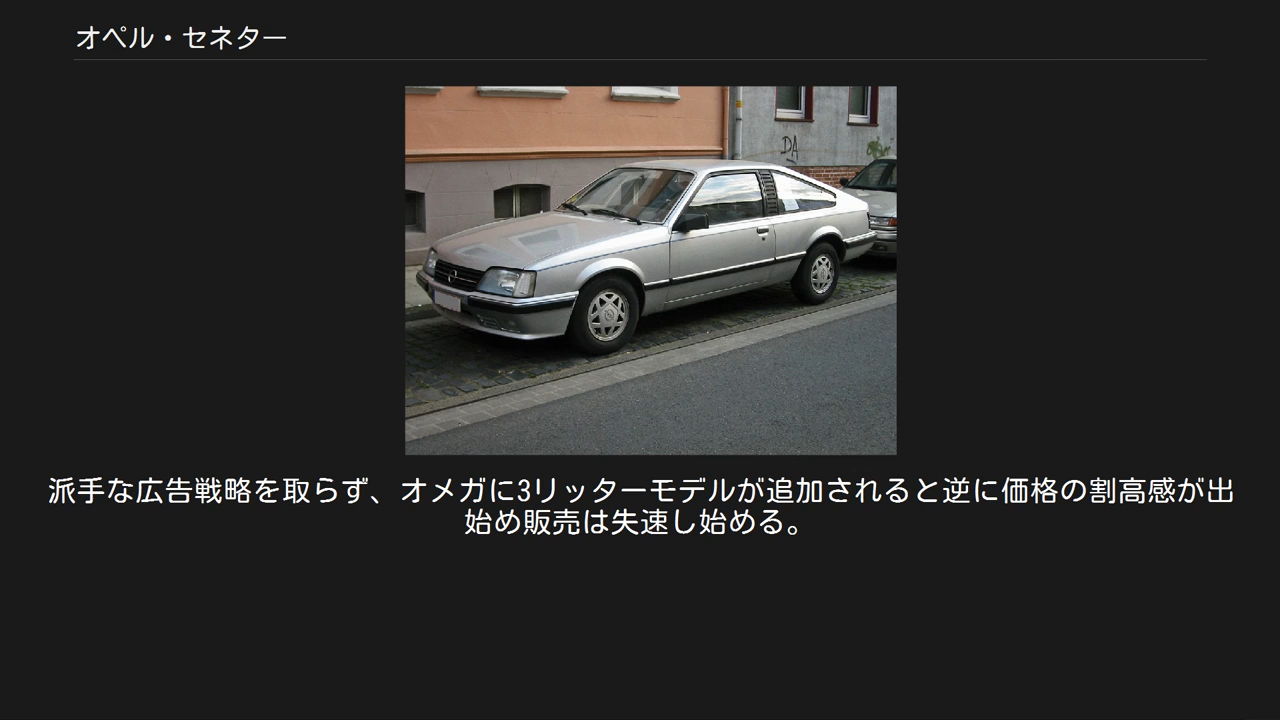 オペル・セネター
DA
派手な広告戦略を取らず、オメガに3リッターモデルが追加されると逆に価格の割高感が出
始め販売は失速し始める。